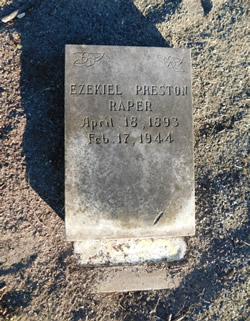 EZEKIEL PRESTON
RAPER
April 18, 1893
Feb. 17, 1944